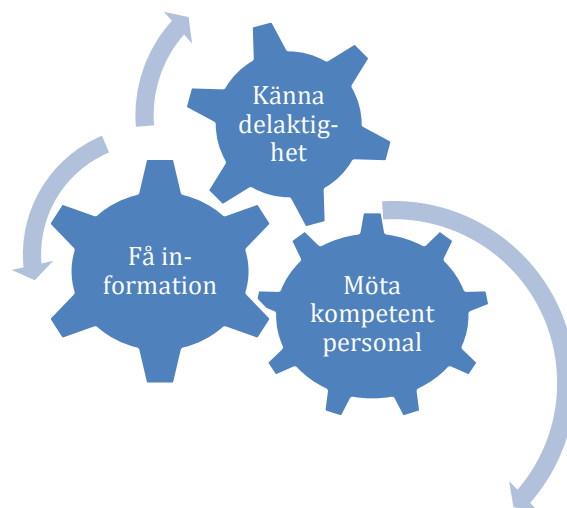 Känna
delaktig-
het
Få in-
formation
Möta
kompetent
personal